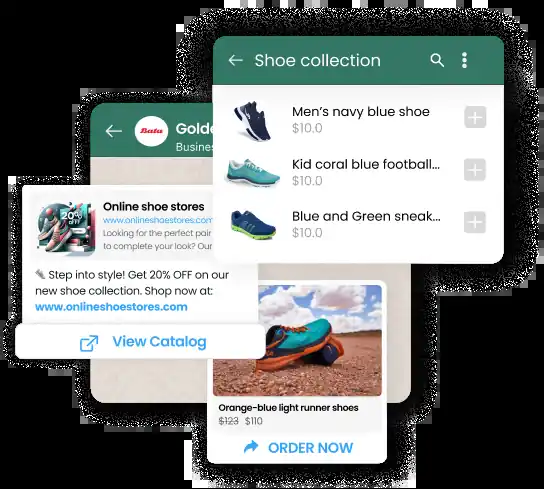 Shoe collection
Men's navy blue shoe
$10.0
Kid coral blue football...
$10.0
Blue and Green sneak...
$10.0
Bata
Golde
Busines
20%
OFF
Online shoe stores
www.onlineshoestores.com
Looking for the perfect pair
to complete your look? Our
Step into style! Get 20% OFF on our
new shoe collection. Shop now at:
www.onlineshoestores.com
View Catalog
Orange-blue light runner shoes
$123 $110
ORDER NOW